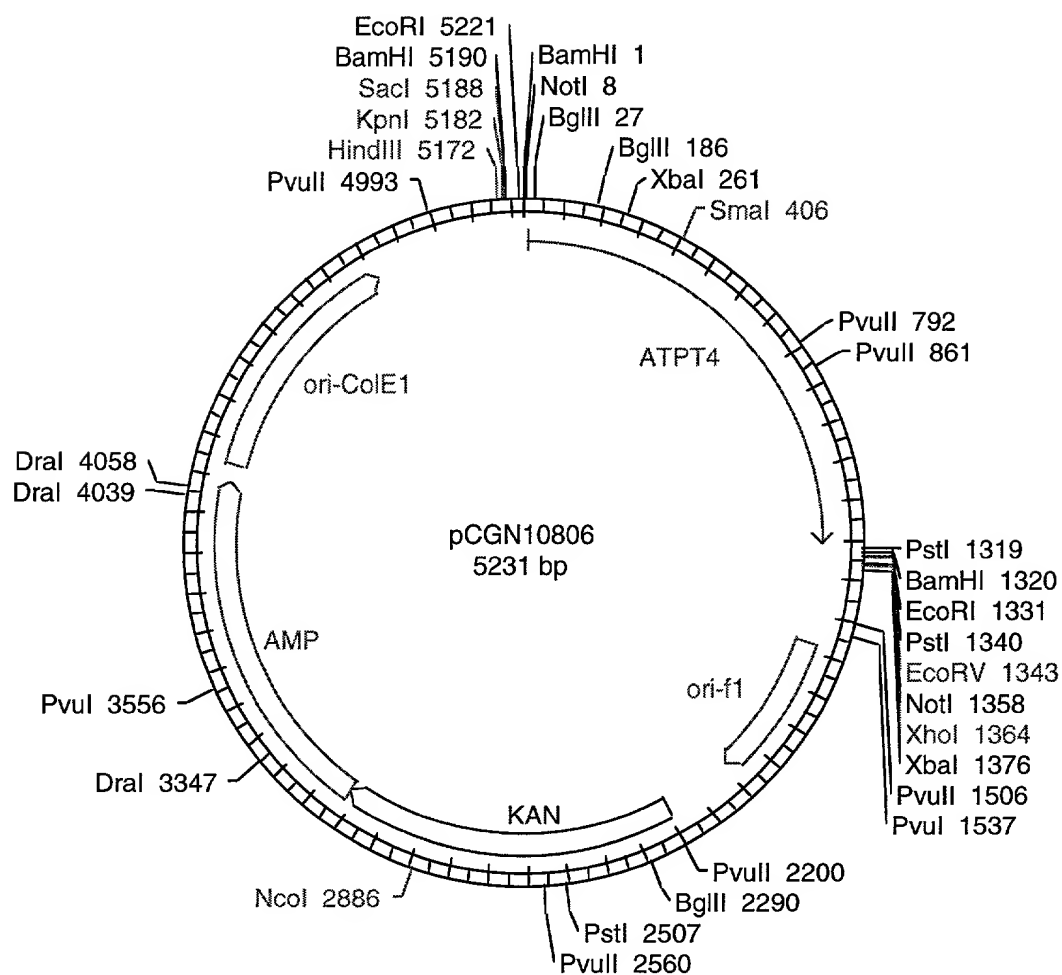 EcoRI 5221
BamHI 5190
SacI 5188
KpnI 5182
HindIII 5172
PvuII 4993
BamHI 1
NotI 8
BglII 27
BglII 186
XbaI 261
SmaI 406
PvuII 792
PvuII 861
ATPT4
ori-ColE1
DraI 4058
DraI 4039
pCGN10806
5231 bp
PstI 1319
BamHI 1320
EcoRI 1331
PstI 1340
EcoRV 1343
NotI 1358
XhoI 1364
XbaI 1376
PvuII 1506
PvuI 1537
AMP
ori-f1
PvuI 3556
DraI 3347
KAN
NcoI 2886
PvuII 2200
BglII 2290
PstI 2507
PvuII 2560